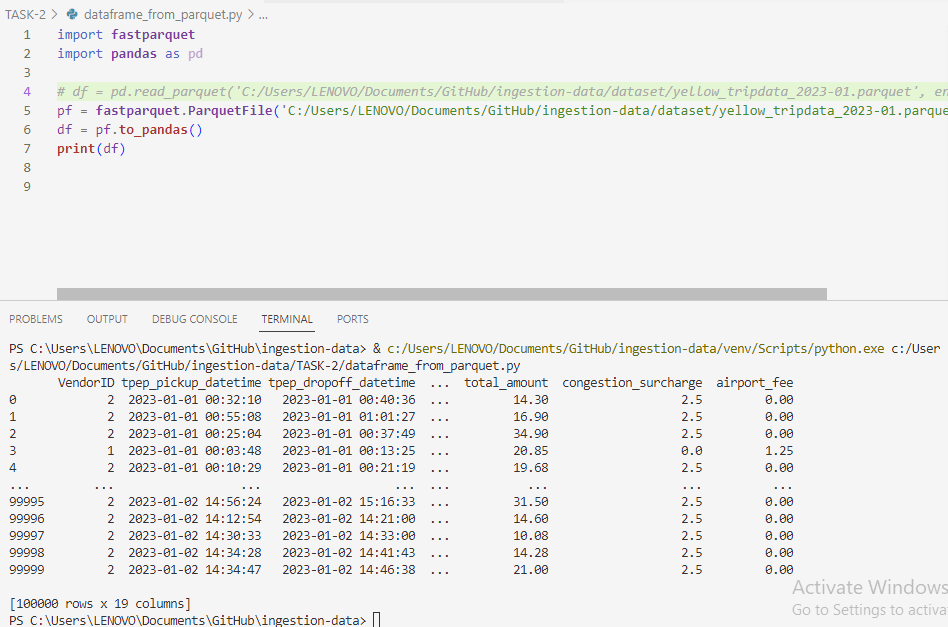 TASK-2 > dataframe_from_parquet.py > ...
1 import fastparquet
2 import pandas as pd
3
4 # df = pd.read_parquet('C:/Users/LENOVO/Documents/GitHub/ingestion-data/dataset/yellow_tripdata_2023-01.parquet', en
5 pf = fastparquet.ParquetFile('C:/Users/LENOVO/Documents/GitHub/ingestion-data/dataset/yellow_tripdata_2023-01.parque
6 df = pf.to_pandas()
7 print(df)
8
9
PROBLEMS OUTPUT DEBUG CONSOLE TERMINAL PORTS
PS C:\Users\LENOVO\Documents\GitHub\ingestion-data> & c:/Users/LENOVO/Documents/GitHub/ingestion-data/venv/Scripts/python.exe c:/User
s/LENOVO/Documents/GitHub/ingestion-data/TASK-2/dataframe_from_parquet.py
VendorID tpep_pickup_datetime tpep_dropoff_datetime ... total_amount congestion_surcharge airport_fee
0 2 2023-01-01 00:32:10 2023-01-01 00:40:36 ... 14.30 2.5 0.00
1 2 2023-01-01 00:55:08 2023-01-01 01:01:27 ... 16.90 2.5 0.00
2 2 2023-01-01 00:25:04 2023-01-01 00:37:49 ... 34.90 2.5 0.00
3 1 2023-01-01 00:03:48 2023-01-01 00:13:25 ... 20.85 0.0 1.25
4 2 2023-01-01 00:10:29 2023-01-01 00:21:19 ... 19.68 2.5 0.00
... ... ... ... ... ... ... ...
99995 2 2023-01-02 14:56:24 2023-01-02 15:16:33 ... 31.50 2.5 0.00
99996 2 2023-01-02 14:12:54 2023-01-02 14:21:00 ... 14.60 2.5 0.00
99997 2 2023-01-02 14:30:33 2023-01-02 14:33:00 ... 10.08 2.5 0.00
99998 2 2023-01-02 14:34:28 2023-01-02 14:41:43 ... 14.28 2.5 0.00
99999 2 2023-01-02 14:34:47 2023-01-02 14:46:38 ... 21.00 2.5 0.00
Activate Windows
[100000 rows x 19 columns]
Go to Settings to activa
PS C:\Users\LENOVO\Documents\GitHub\ingestion-data>